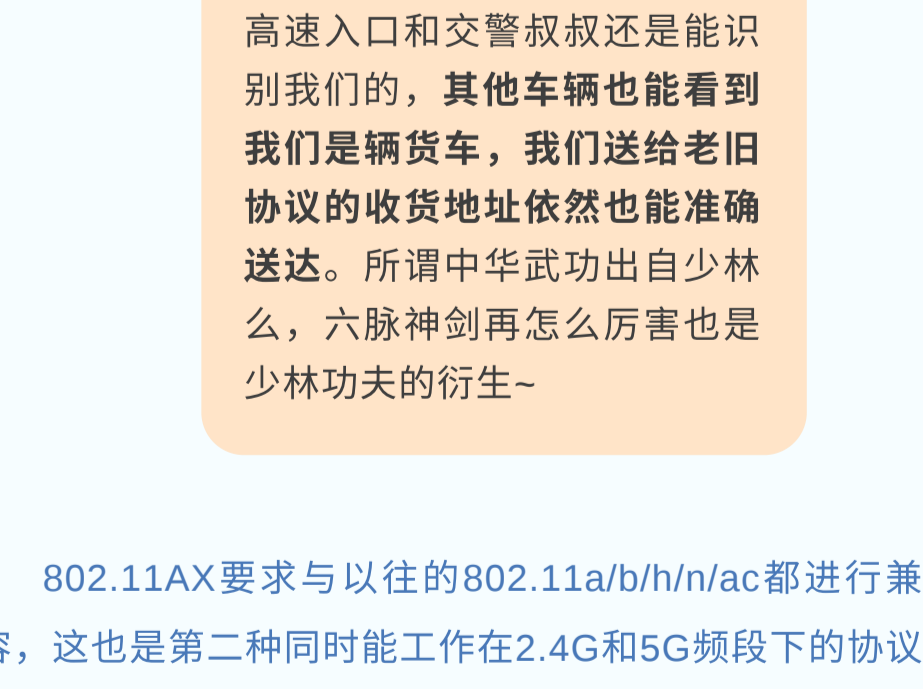 高速入口和交警叔叔还是能识
别我们的，其他车辆也能看到
我们是辆货车，我们送给老旧
协议的收货地址依然也能准确
送达。所谓中华武功出自少林
么，六脉神剑再怎么厉害也是
少林功夫的衍生~
802.11AX要求与以往的802.11a/b/h/n/ac都进行兼
容，这也是第二种同时能工作在2.4G和5G频段下的协议